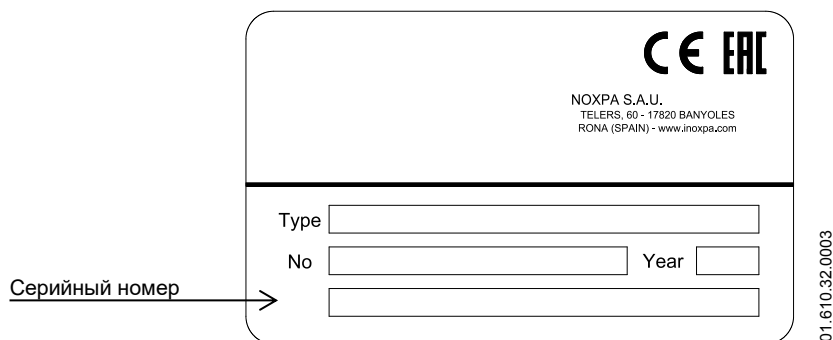 CE EAC
NOXPA S.A.U.
TELERS, 60 - 17820 BANYOLES
RONA (SPAIN) - www.inoxpa.com
Type
No Year
Серийный номер
01.610.32.0003